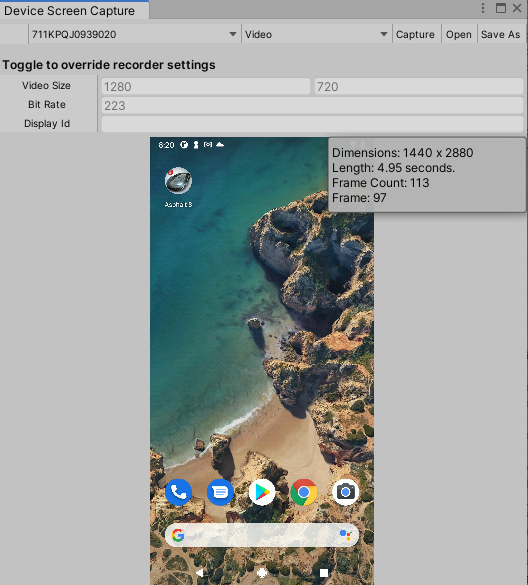 Device Screen Capture
711KPQJ0939020 Video Capture Open Save As
Toggle to override recorder settings
Video Size 1280 720
Bit Rate 223
Display Id
8:20
Dimensions: 1440 x 2880
Length: 4.95 seconds.
Frame Count: 113
Frame: 97
Asphalt 8